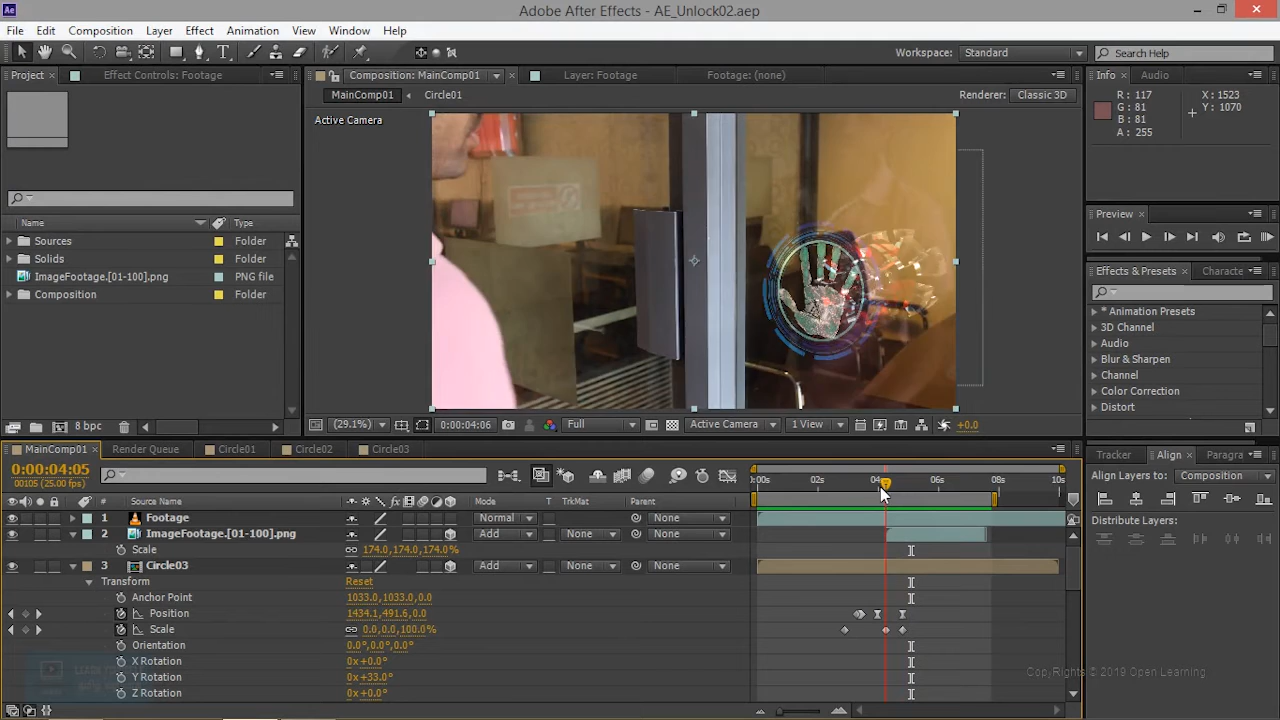 Adobe After Effects - AE_Unlock02.aep
File Edit Composition Layer Effect Animation View Window Help
Workspace: Standard Search Help
Project Effect Controls: Footage
Composition: MainComp01 Layer: Footage Footage: (none)
Info Audio
MainComp01 Circle01 Renderer: Classic 3D
Active Camera
R : 117 X : 1523
G : 81 Y : 1070
B : 81
A : 255
Preview
Name Type
Sources Folder
Solids Folder
ImageFootage.[01-100].png PNG file
Composition Folder
Effects & Presets Characte
* Animation Presets
3D Channel
Audio
Blur & Sharpen
Channel
Color Correction
Distort
8 bpc
(29.1%) 0:00:04:06 Full Active Camera 1 View +0.0
MainComp01 Render Queue Circle01 Circle02 Circle03
Tracker Align Paragra
0:00:04:05
00105 (25.00 fps)
:00s 02s 04s 06s 08s 10s
Align Layers to: Composition
# Source Name Mode T TrkMat Parent
1 Footage Normal None
2 ImageFootage.[01-100].png Add None None
Scale 174.0,174.0,174.0%
3 Circle03 Add None None
Distribute Layers:
Transform Reset
Anchor Point 1033.0,1033.0,0.0
Position 1434.1,491.6,0.0
Scale 0.0,0.0,100.0%
Orientation 0.0°,0.0°,0.0°
X Rotation 0x+0.0°
Y Rotation 0x+33.0°
Z Rotation 0x+0.0°
Copy Rights © 2019 Open Learning